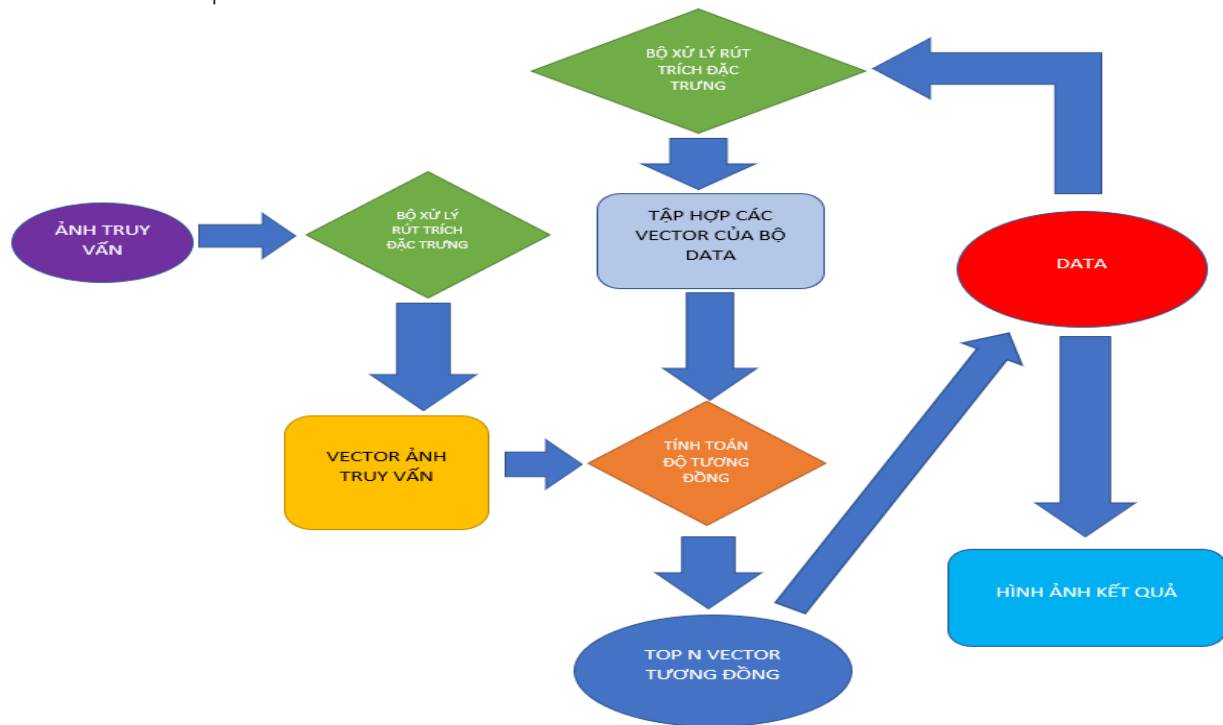 BỘ XỬ LÝ RÚT
TRÍCH ĐẶC
TRƯNG
ẢNH TRUY
VẤN
BỘ XỬ LÝ
RÚT TRÍCH
ĐẶC TRƯNG
TẬP HỢP CÁC
VECTOR CỦA BỘ
DATA
DATA
VECTOR ẢNH
TRUY VẤN
TÍNH TOÁN
ĐỘ TƯƠNG
ĐỒNG
HÌNH ẢNH KẾT QUẢ
TOP N VECTOR
TƯƠNG ĐỒNG